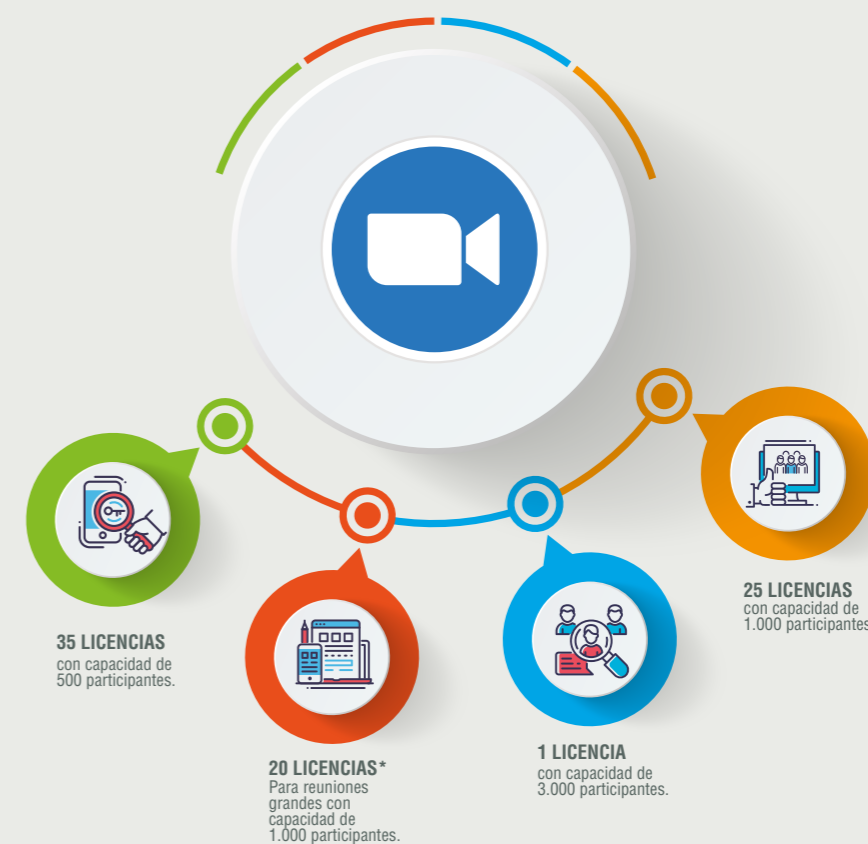 35 LICENCIAS
con capacidad de
500 participantes.
20 LICENCIAS*
Para reuniones
grandes con
capacidad de
1.000 participantes.
1 LICENCIA
con capacidad de
3.000 participantes.
25 LICENCIAS
con capacidad de
1.000 participantes